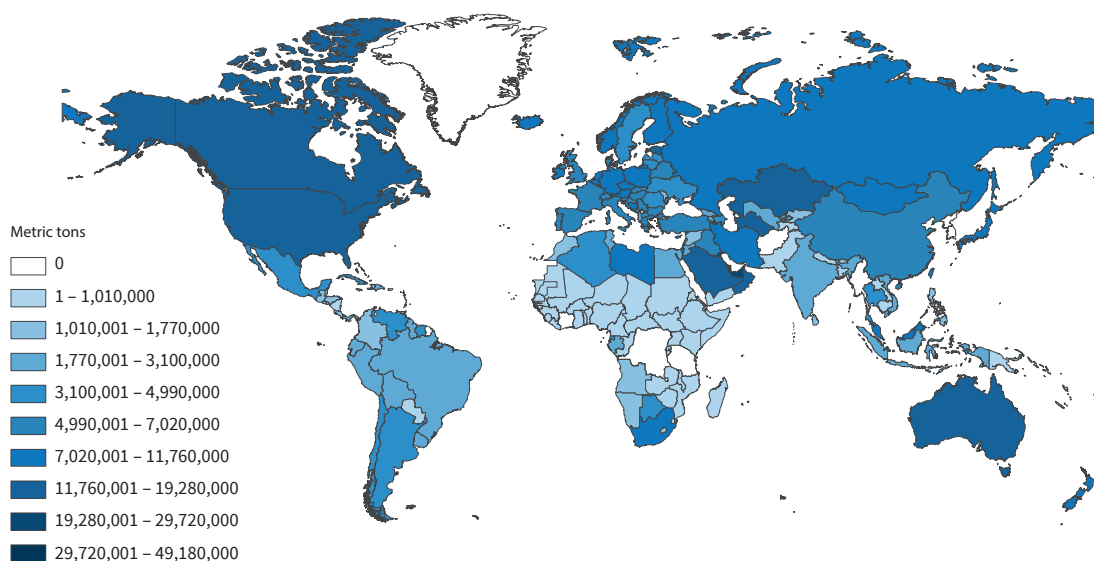 Metric tons
0
1 – 1,010,000
1,010,001 – 1,770,000
1,770,001 – 3,100,000
3,100,001 – 4,990,000
4,990,001 – 7,020,000
7,020,001 – 11,760,000
11,760,001 – 19,280,000
19,280,001 – 29,720,000
29,720,001 – 49,180,000